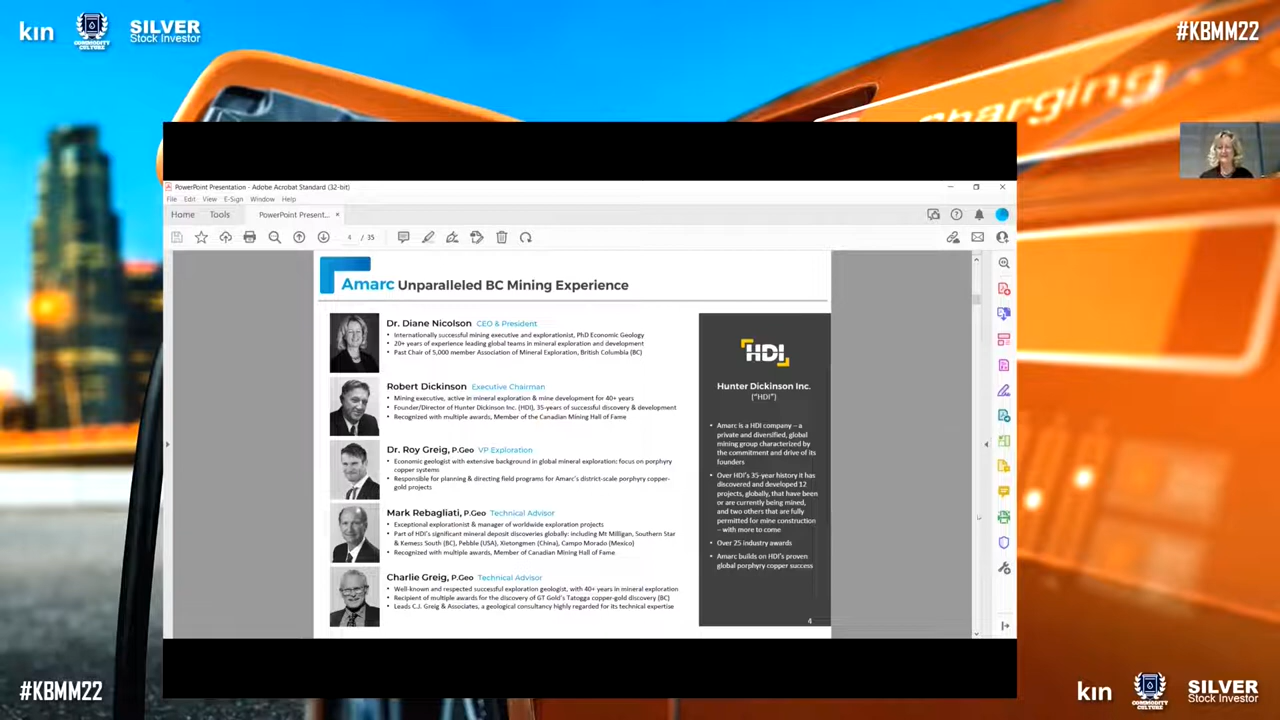 kın
COMMODITY CULTURE
SILVER
Stock Investor
#KBMM22
Charging
PowerPoint Presentation - Adobe Acrobat Standard (32-bit)
File Edit View E-Sign Window Help
Home Tools PowerPoint Present... ×
4 / 35
Amarc Unparalleled BC Mining Experience
Dr. Diane Nicolson CEO & President
• Internationally successful mining executive and explorationist, PhD Economic Geology
• 20+ years of experience leading global teams in mineral exploration and development
• Past Chair of 5,000 member Association of Mineral Exploration, British Columbia (BC)
Robert Dickinson Executive Chairman
• Mining executive, active in mineral exploration & mine development for 40+ years
• Founder/Director of Hunter Dickinson Inc. (HDI), 35-years of successful discovery & development
• Recognized with multiple awards, Member of the Canadian Mining Hall of Fame
Dr. Roy Greig, P.Geo VP Exploration
• Economic geologist with extensive background in global mineral exploration: focus on porphyry
copper systems
• Responsible for planning & directing field programs for Amarc's district-scale porphyry copper-
gold projects
Mark Rebagliati, P.Geo Technical Advisor
• Exceptional explorationist & manager of worldwide exploration projects
• Part of HDI's significant mineral deposit discoveries globally: including Mt Milligan, Southern Star
& Kemess South (BC), Pebble (USA), Xietongmen (China), Campo Morado (Mexico)
• Recognized with multiple awards, Member of Canadian Mining Hall of Fame
Charlie Greig, P.Geo Technical Advisor
• Well-known and respected successful exploration geologist, with 40+ years in mineral exploration
• Recipient of multiple awards for the discovery of GT Gold's Tatogga copper-gold discovery (BC)
• Leads C.J. Greig & Associates, a geological consultancy highly regarded for its technical expertise
HDI
Hunter Dickinson Inc.
("HDI")
• Amarc is a HDI company – a
private and diversified, global
mining group characterized by
the commitment and drive of its
founders
• Over HDI's 35-year history it has
discovered and developed 12
projects, globally, that have been
or are currently being mined,
and two others that are fully
permitted for mine construction
– with more to come
• Over 25 industry awards
• Amarc builds on HDI's proven
global porphyry copper success
4
#KBMM22
kın
COMMODITY CULTURE
SILVER
Stock Investor